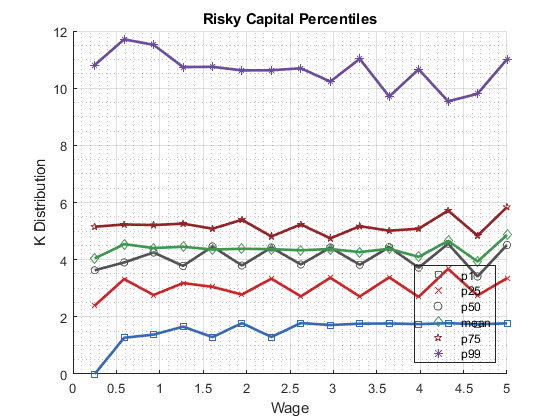 Risky Capital Percentiles
12
10
8
6
4
2
0
K Distribution
p1
p25
p50
mean
p75
p99
0 0.5 1 1.5 2 2.5 3 3.5 4 4.5 5
Wage